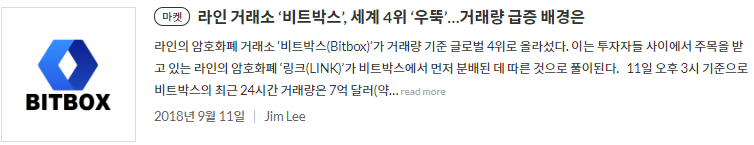 BITBOX
마켓 라인 거래소 ‘비트박스’, 세계 4위 ‘우뚝’…거래량 급증 배경은
라인의 암호화폐 거래소 ‘비트박스(Bitbox)’가 거래량 기준 글로벌 4위로 올라섰다. 이는 투자자들 사이에서 주목을 받
고 있는 라인의 암호화폐 ‘링크(LINK)’가 비트박스에서 먼저 분배된 데 따른 것으로 풀이된다.   11일 오후 3시 기준으로
비트박스의 최근 24시간 거래량은 7억 달러(약... read more
2018년 9월 11일 | Jim Lee